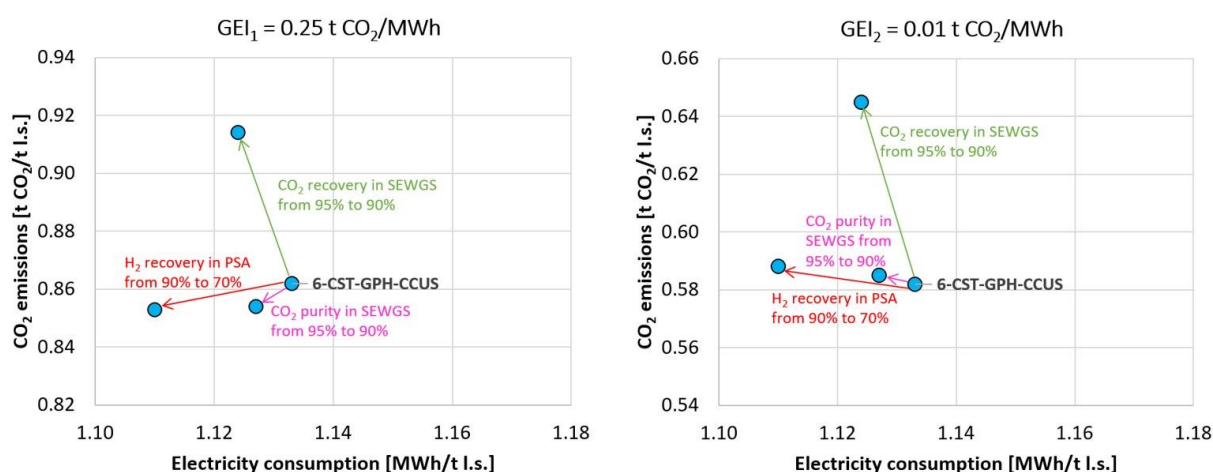 GEI₁ = 0.25 t CO₂/MWh
CO₂ emissions [t CO₂/t l.s.]
0.94
0.92
0.90
0.88
0.86
0.84
0.82
CO₂ recovery in SEWGS
from 95% to 90%
H₂ recovery in PSA
from 90% to 70%
6-CST-GPH-CCUS
CO₂ purity in SEWGS
from 95% to 90%
1.10
1.12
1.14
1.16
1.18
Electricity consumption [MWh/t l.s.]
GEI₂ = 0.01 t CO₂/MWh
CO₂ emissions [t CO₂/t l.s.]
0.66
0.64
0.62
0.60
0.58
0.56
0.54
CO₂ recovery in SEWGS
from 95% to 90%
CO₂ purity in
SEWGS from
95% to 90%
6-CST-GPH-CCUS
H₂ recovery in PSA
from 90% to 70%
1.10
1.12
1.14
1.16
1.18
Electricity consumption [MWh/t l.s.]